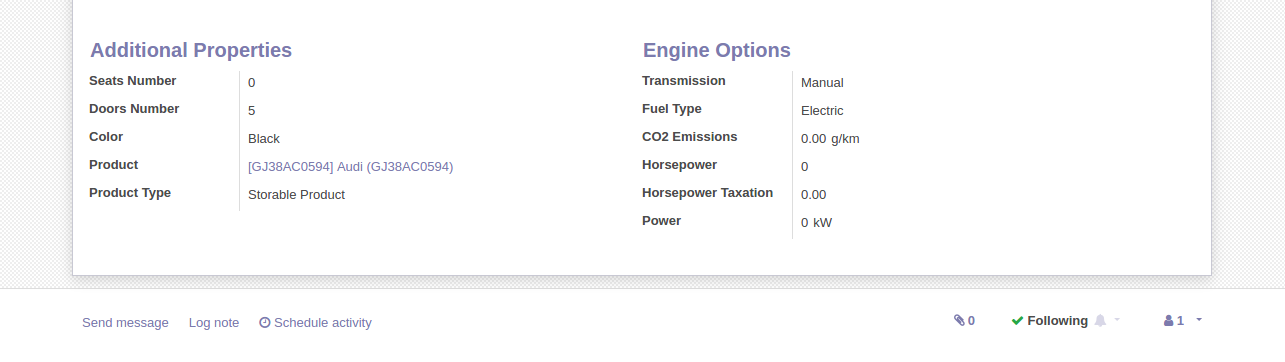 Additional Properties
Seats Number 0
Doors Number 5
Color Black
Product [GJ38AC0594] Audi (GJ38AC0594)
Product Type Storable Product
Engine Options
Transmission Manual
Fuel Type Electric
CO2 Emissions 0.00 g/km
Horsepower 0
Horsepower Taxation 0.00
Power 0 kW
Send message Log note Schedule activity 0 Following 1